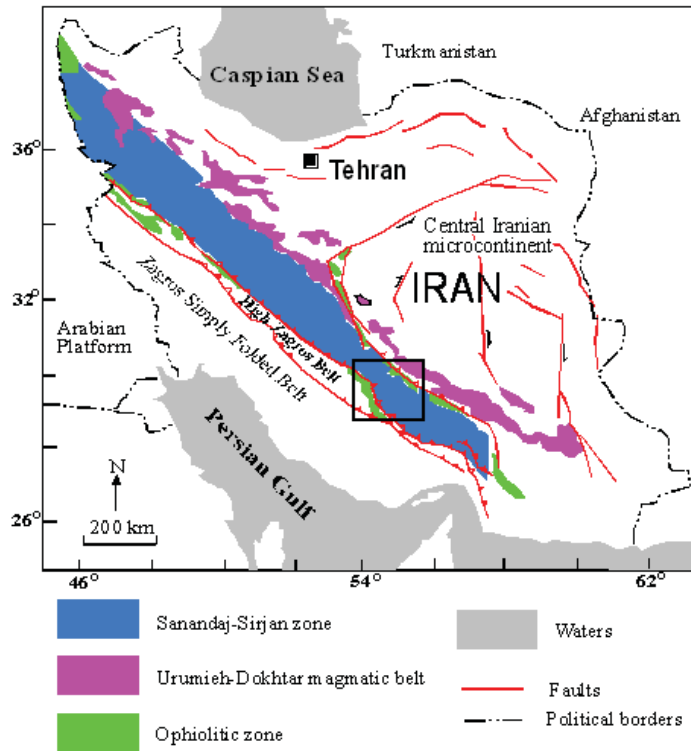 Turkmanistan
Caspian Sea
Afghanistan
36°
Tehran
Central Iranian
microcontinent
IRAN
32°
Zagros Simply Folded Belt
High Zagros Belt
Arabian
Platform
Persian Gulf
N
200 km
26°
46°
54°
62°
Sanandaj-Sirjan zone
Waters
Urumieh-Dokhtar magmatic belt
Faults
Political borders
Ophiolitic zone